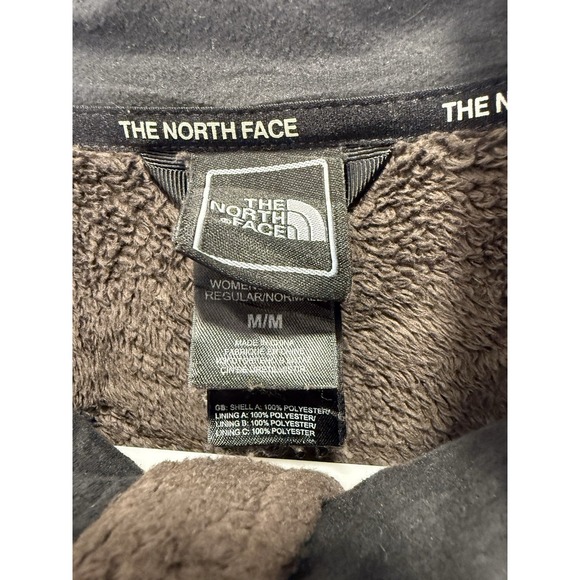 THE NORTH FACE
THE N
THE
NORTH
FACE
WOMEN
REGULAR/NORMAL
M/M
MADE IN CHINA
GB: SHELL A: 100% POLYESTER/
LINING A: 100% POLYESTER/
LINING B: 100% POLYESTER/
LINING C: 100% POLYESTER